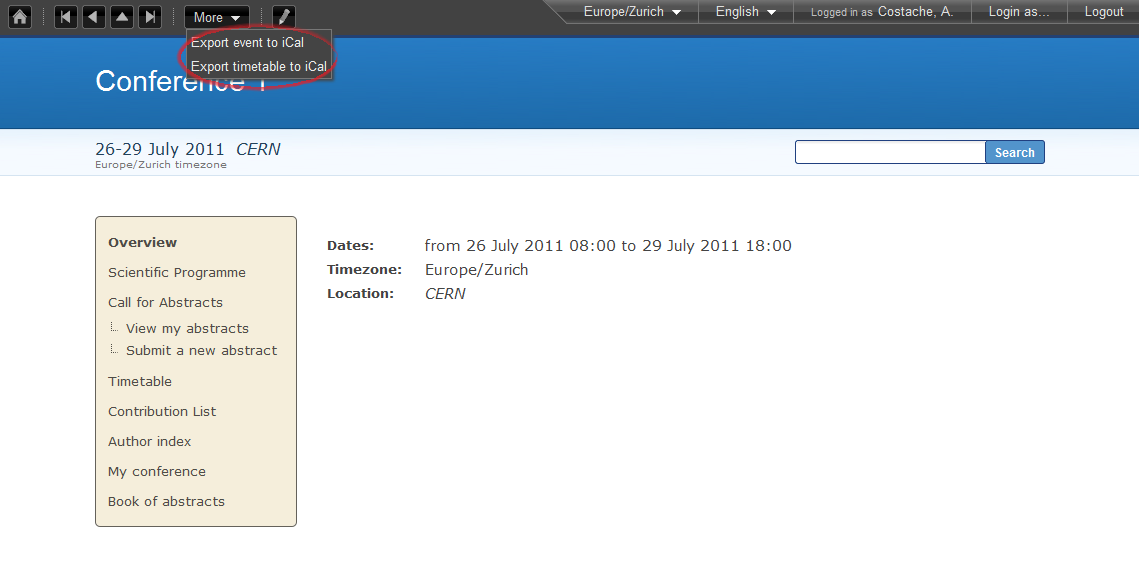 More
Europe/Zurich
English
Logged in as Costache, A.
Login as...
Logout
Export event to iCal
Export timetable to iCal
Conference 1
26-29 July 2011 CERN
Europe/Zurich timezone
Search
Overview
Scientific Programme
Call for Abstracts
View my abstracts
Submit a new abstract
Timetable
Contribution List
Author index
My conference
Book of abstracts
Dates: from 26 July 2011 08:00 to 29 July 2011 18:00
Timezone: Europe/Zurich
Location: CERN